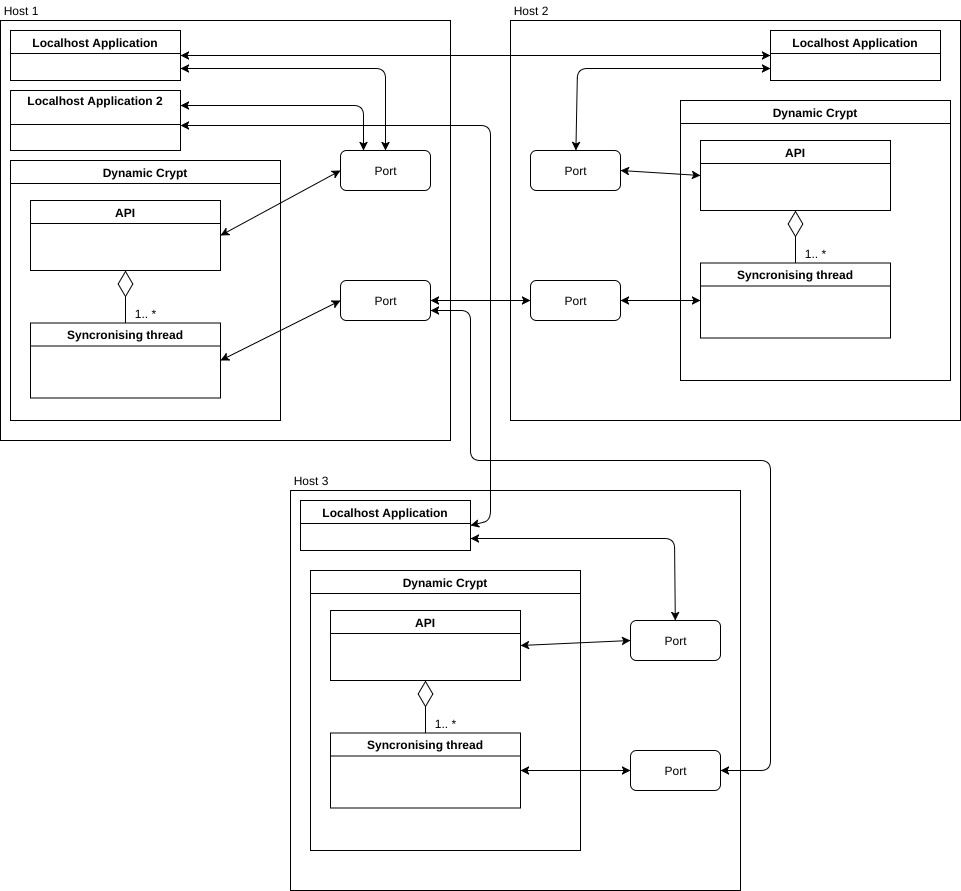 Host 1
Localhost Application
Localhost Application 2
Dynamic Crypt
API
1.. *
Syncronising thread
Port
Port
Host 2
Localhost Application
Dynamic Crypt
API
1.. *
Syncronising thread
Port
Port
Host 3
Localhost Application
Dynamic Crypt
API
1.. *
Syncronising thread
Port
Port